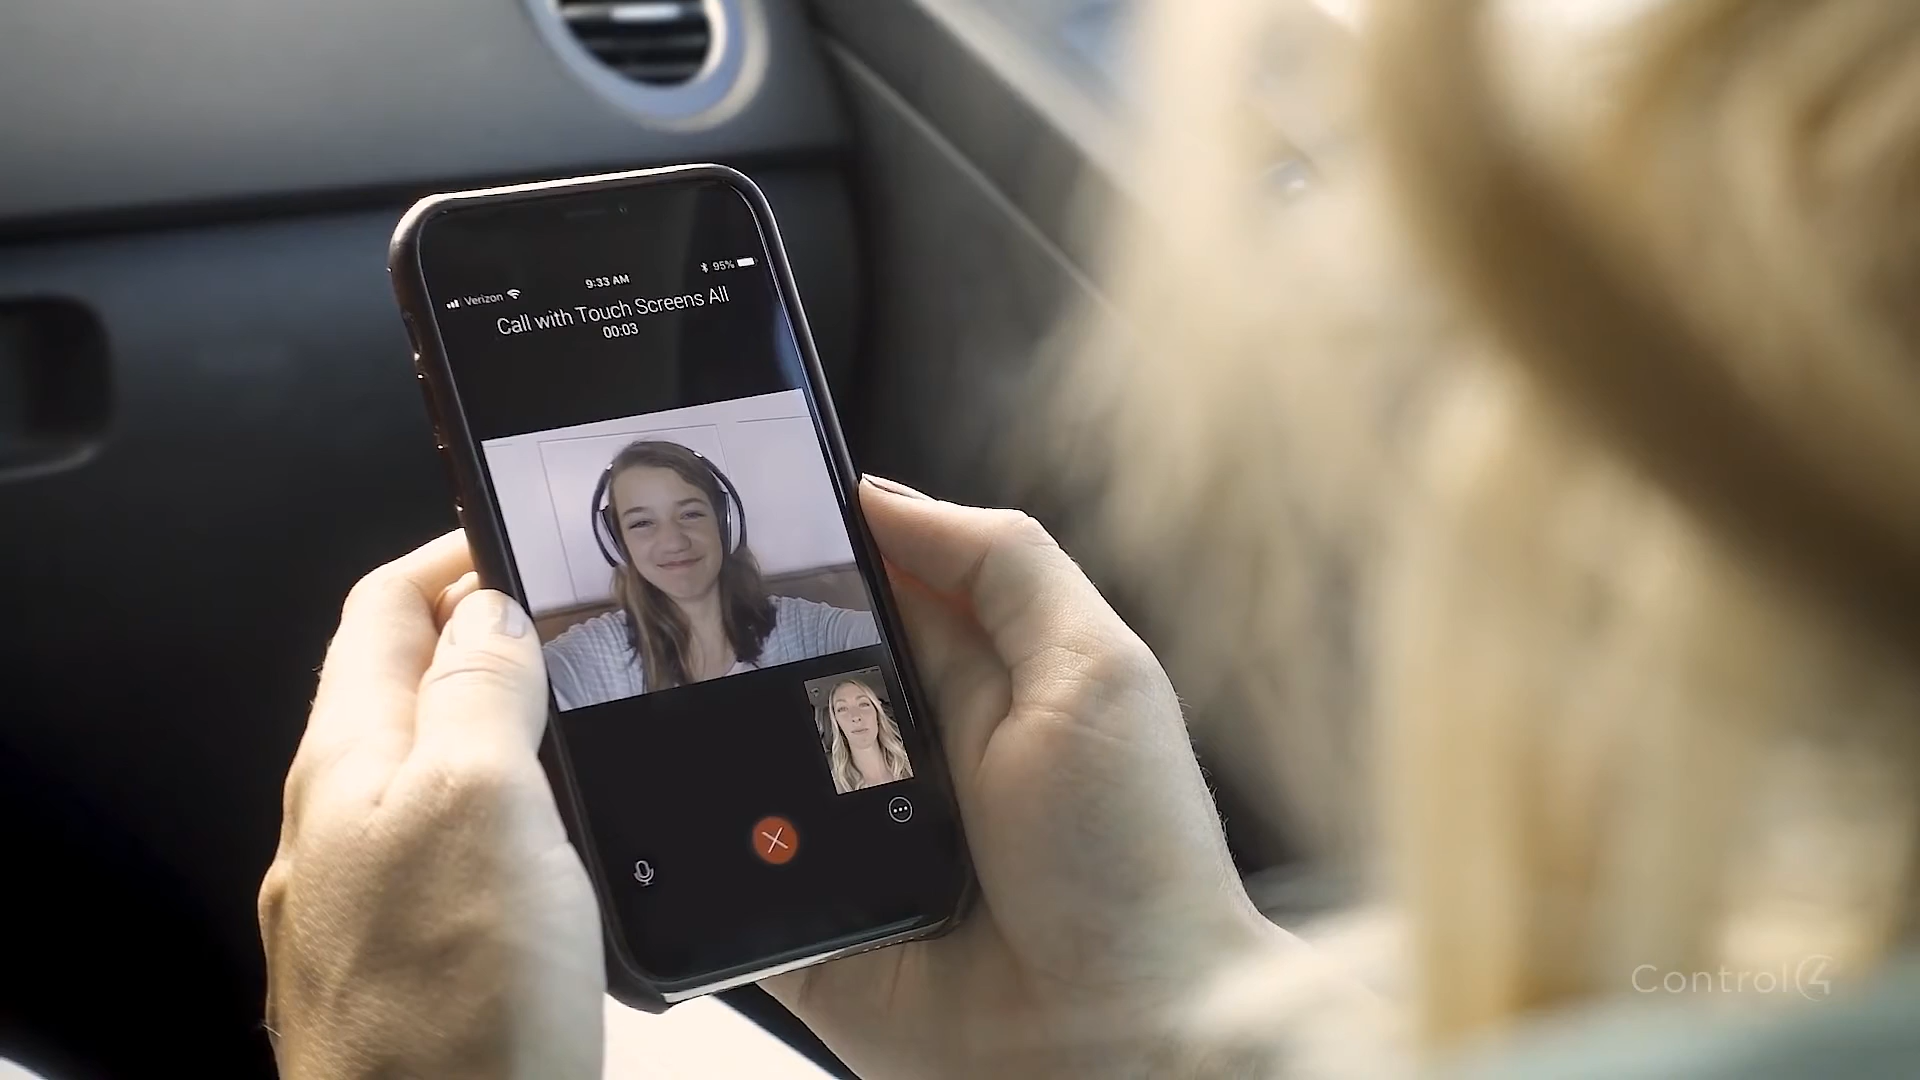 Verizon
9:33 AM
95%
Call with Touch Screens All
00:03
Control4